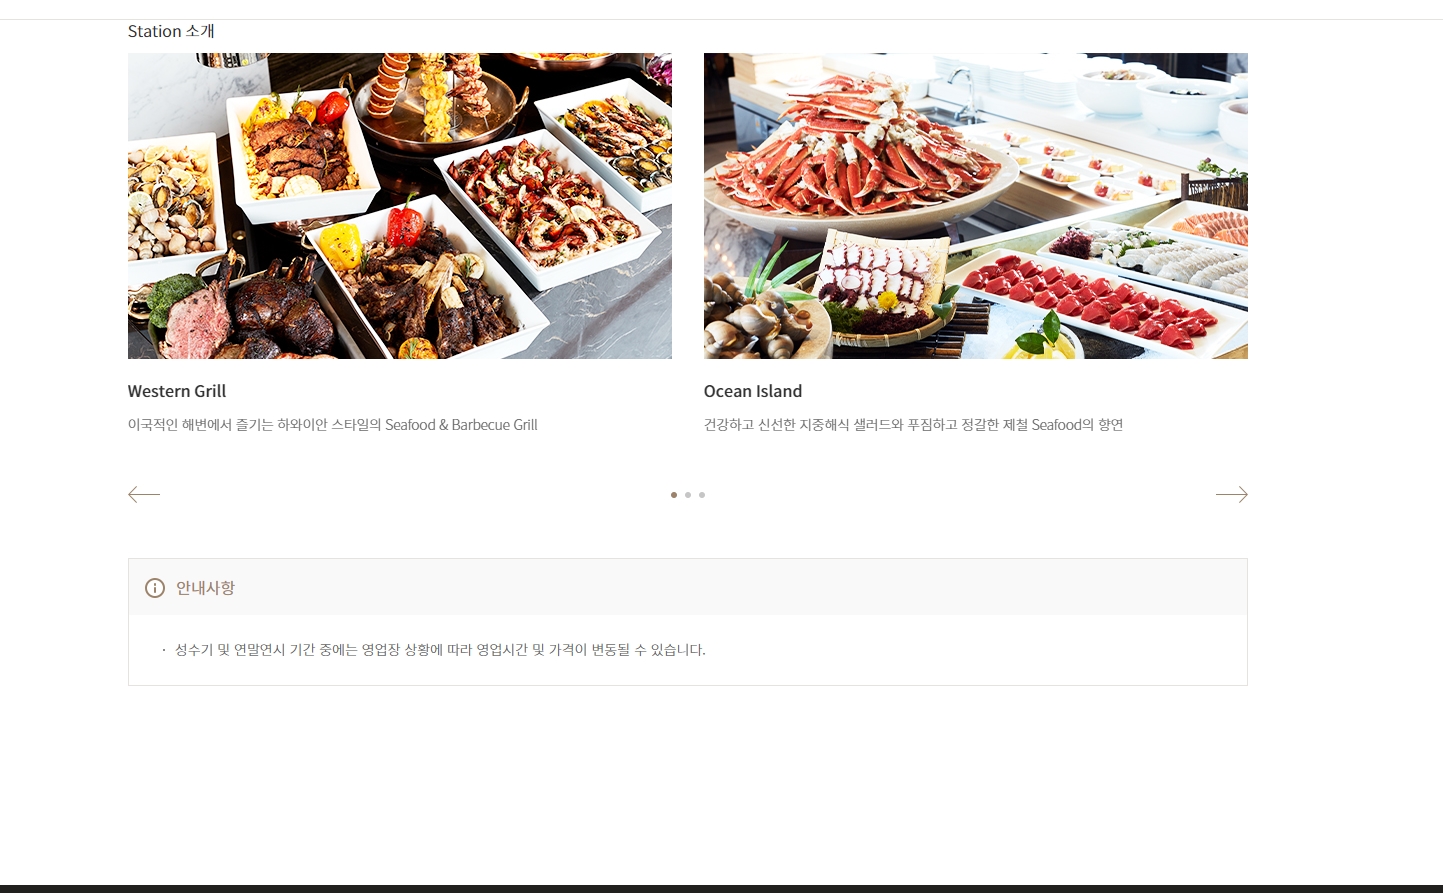 Station 소개
Western Grill
이국적인 해변에서 즐기는 하와이안 스타일의 Seafood & Barbecue Grill
Ocean Island
건강하고 신선한 지중해식 샐러드와 푸짐하고 정갈한 제철 Seafood의 향연
안내사항
· 성수기 및 연말연시 기간 중에는 영업장 상황에 따라 영업시간 및 가격이 변동될 수 있습니다.